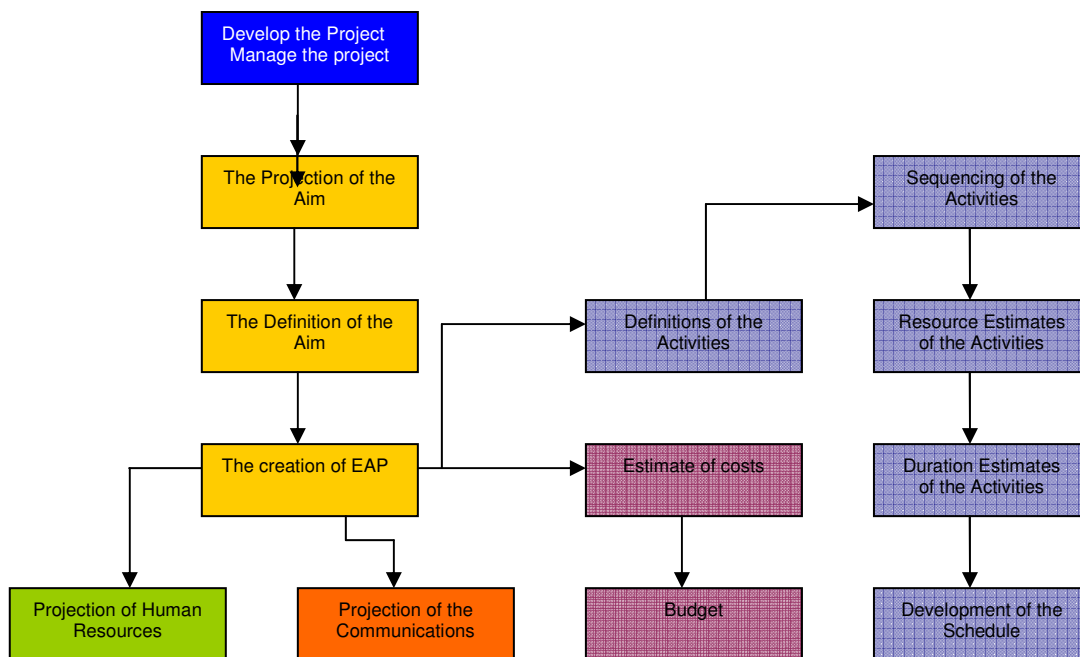 Develop the Project
Manage the project
The Projection of the
Aim
Sequencing of the
Activities
The Definition of the
Aim
Definitions of the
Activities
Resource Estimates
of the Activities
The creation of EAP
Estimate of costs
Duration Estimates
of the Activities
Projection of Human
Resources
Projection of the
Communications
Budget
Development of the
Schedule